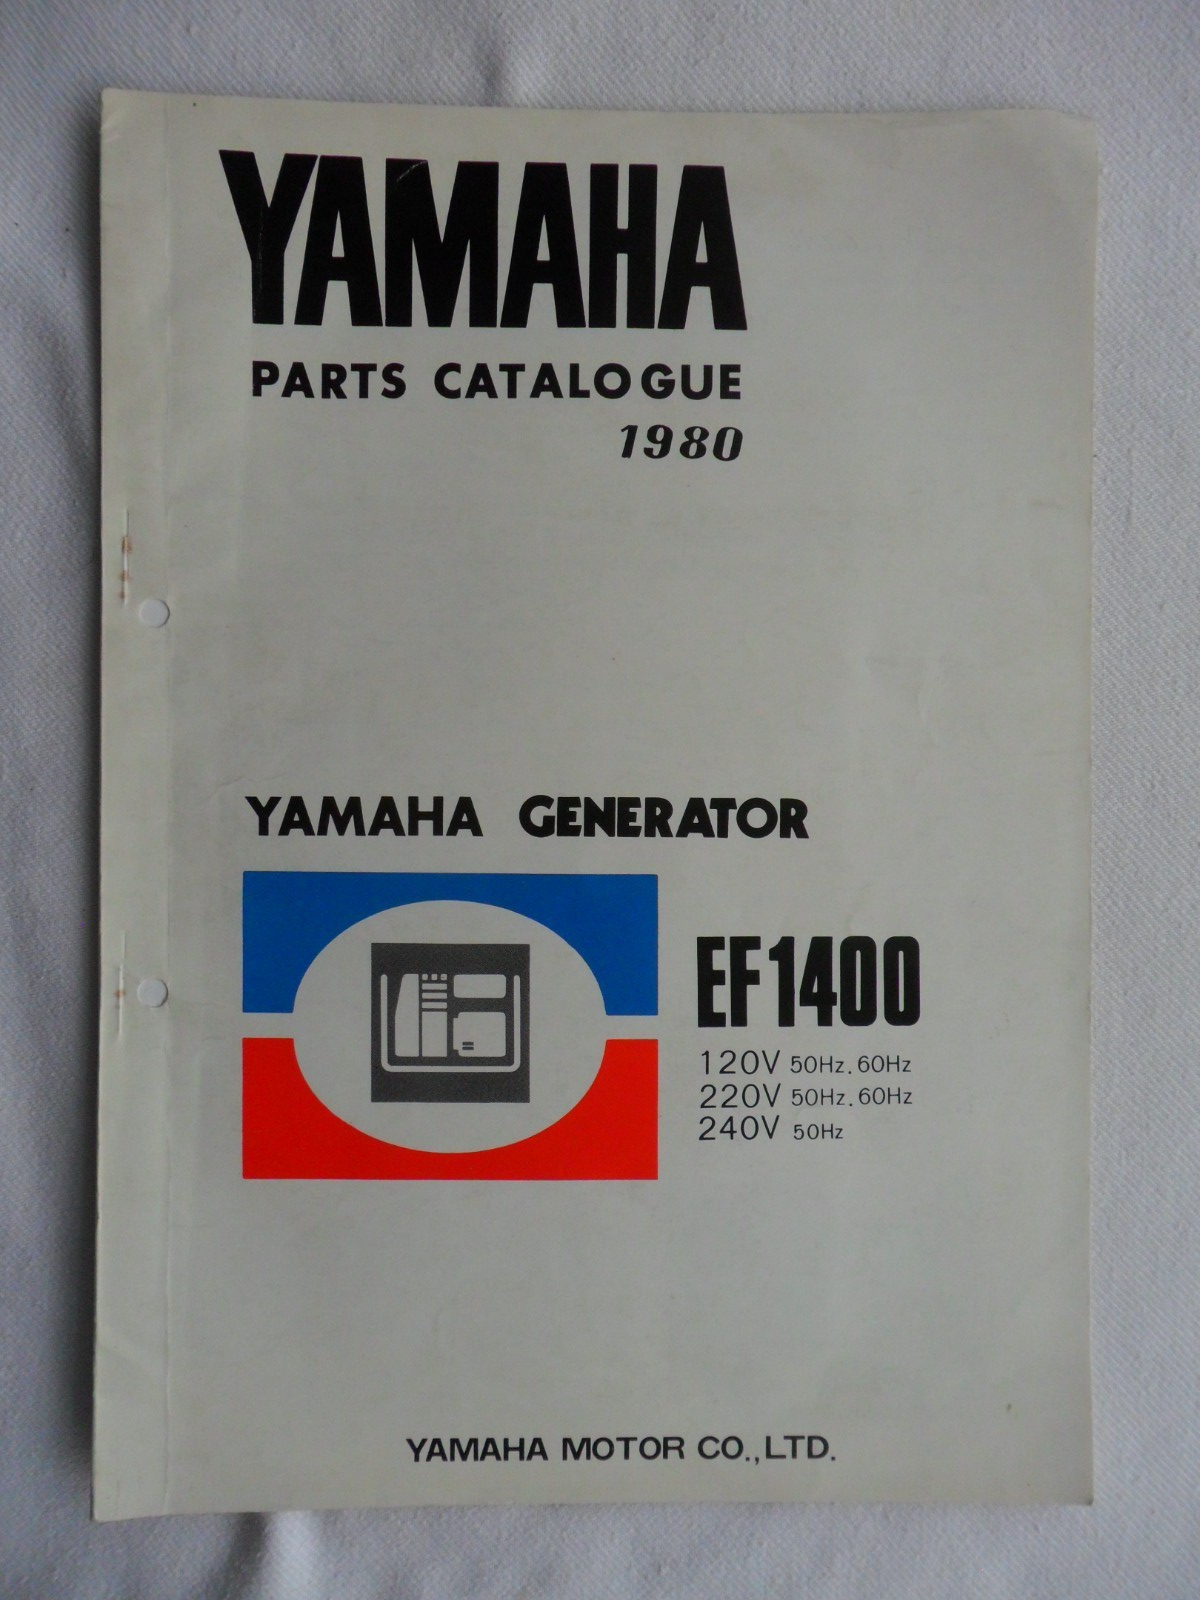 YAMAHA
PARTS CATALOGUE
1980
YAMAHA GENERATOR
EF1400
120V 50Hz. 60Hz
220V 50Hz. 60Hz
240V 50Hz
YAMAHA MOTOR CO., LTD.